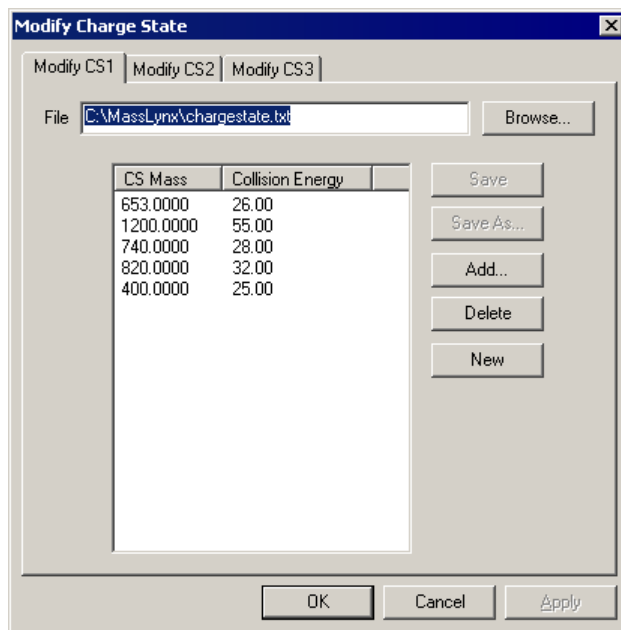 Modify Charge State
Modify CS1 Modify CS2 Modify CS3
File C:\MassLynx\chargestate.txt Browse...
CS Mass Collision Energy Save
653.0000 26.00
1200.0000 55.00 Save As...
740.0000 28.00
820.0000 32.00 Add...
400.0000 25.00
Delete
New
OK Cancel Apply